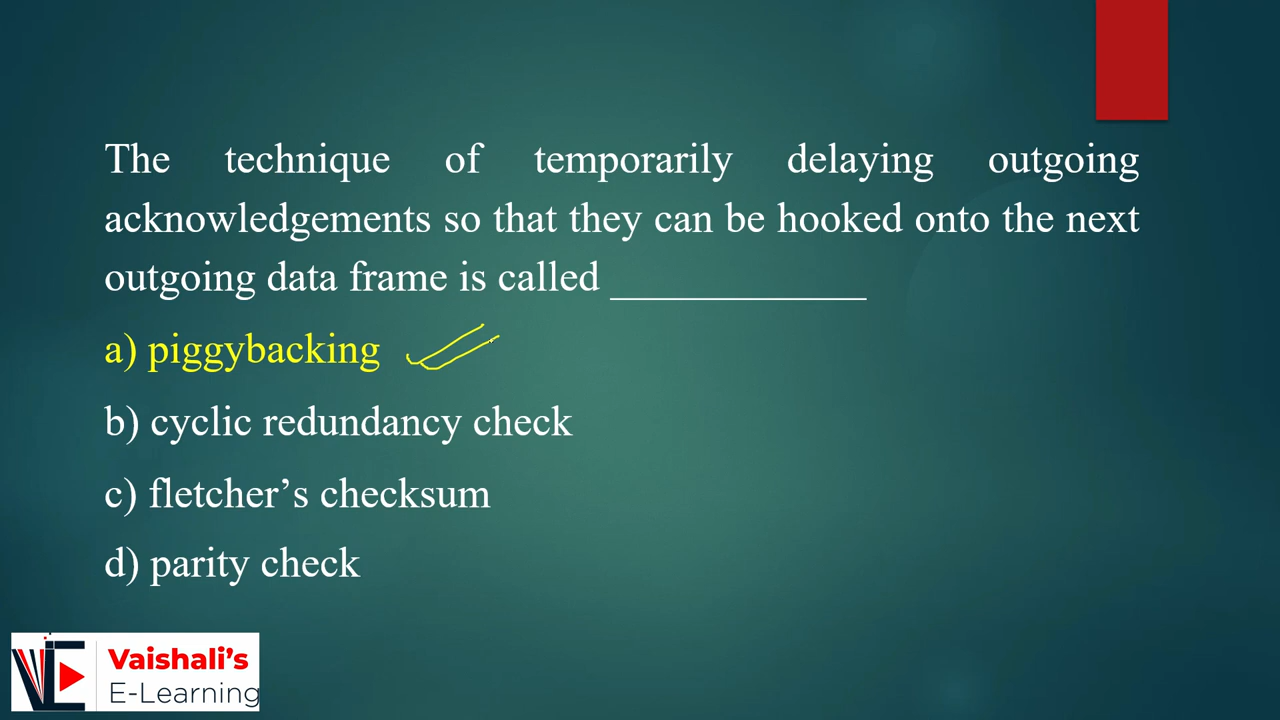 The technique of temporarily delaying outgoing
acknowledgements so that they can be hooked onto the next
outgoing data frame is called ____________
a) piggybacking
b) cyclic redundancy check
c) fletcher’s checksum
d) parity check
Vaishali's
E-Learning